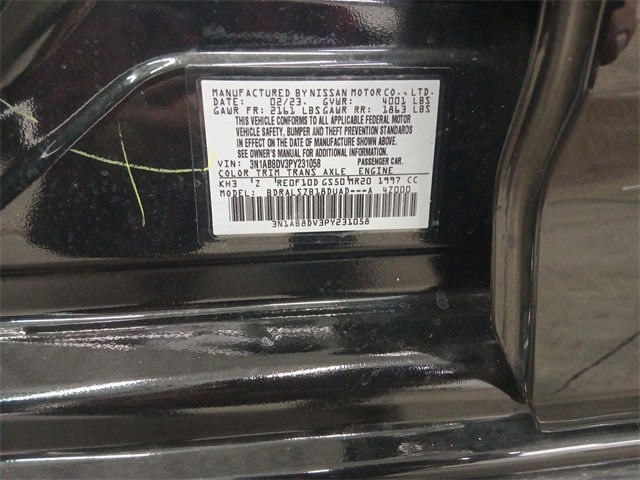 MANUFACTURED BY NISSAN MOTOR CO., LTD.
DATE: 02/23. GVWR: 4001 LBS
GAWR FR: 2161 LBS GAWR RR: 1863 LBS
THIS VEHICLE CONFORMS TO ALL APPLICABLE FEDERAL MOTOR
VEHICLE SAFETY, BUMPER AND THEFT PREVENTION STANDARDS
IN EFFECT ON THE DATE OF MANUFACTURE SHOWN ABOVE.
SEE OWNER'S MANUAL FOR ADDITIONAL INFORMATION.
VIN: 3N1AB8DV3PY231058 PASSENGER CAR.
COLOR TRIM TRANS AXLE ENGINE
KH3 'Z 'RE0F10D GS50 MR20 1997 CC
MODEL: BDRALSZB18DUAD---A 47000
3N1AB8DV3PY231058